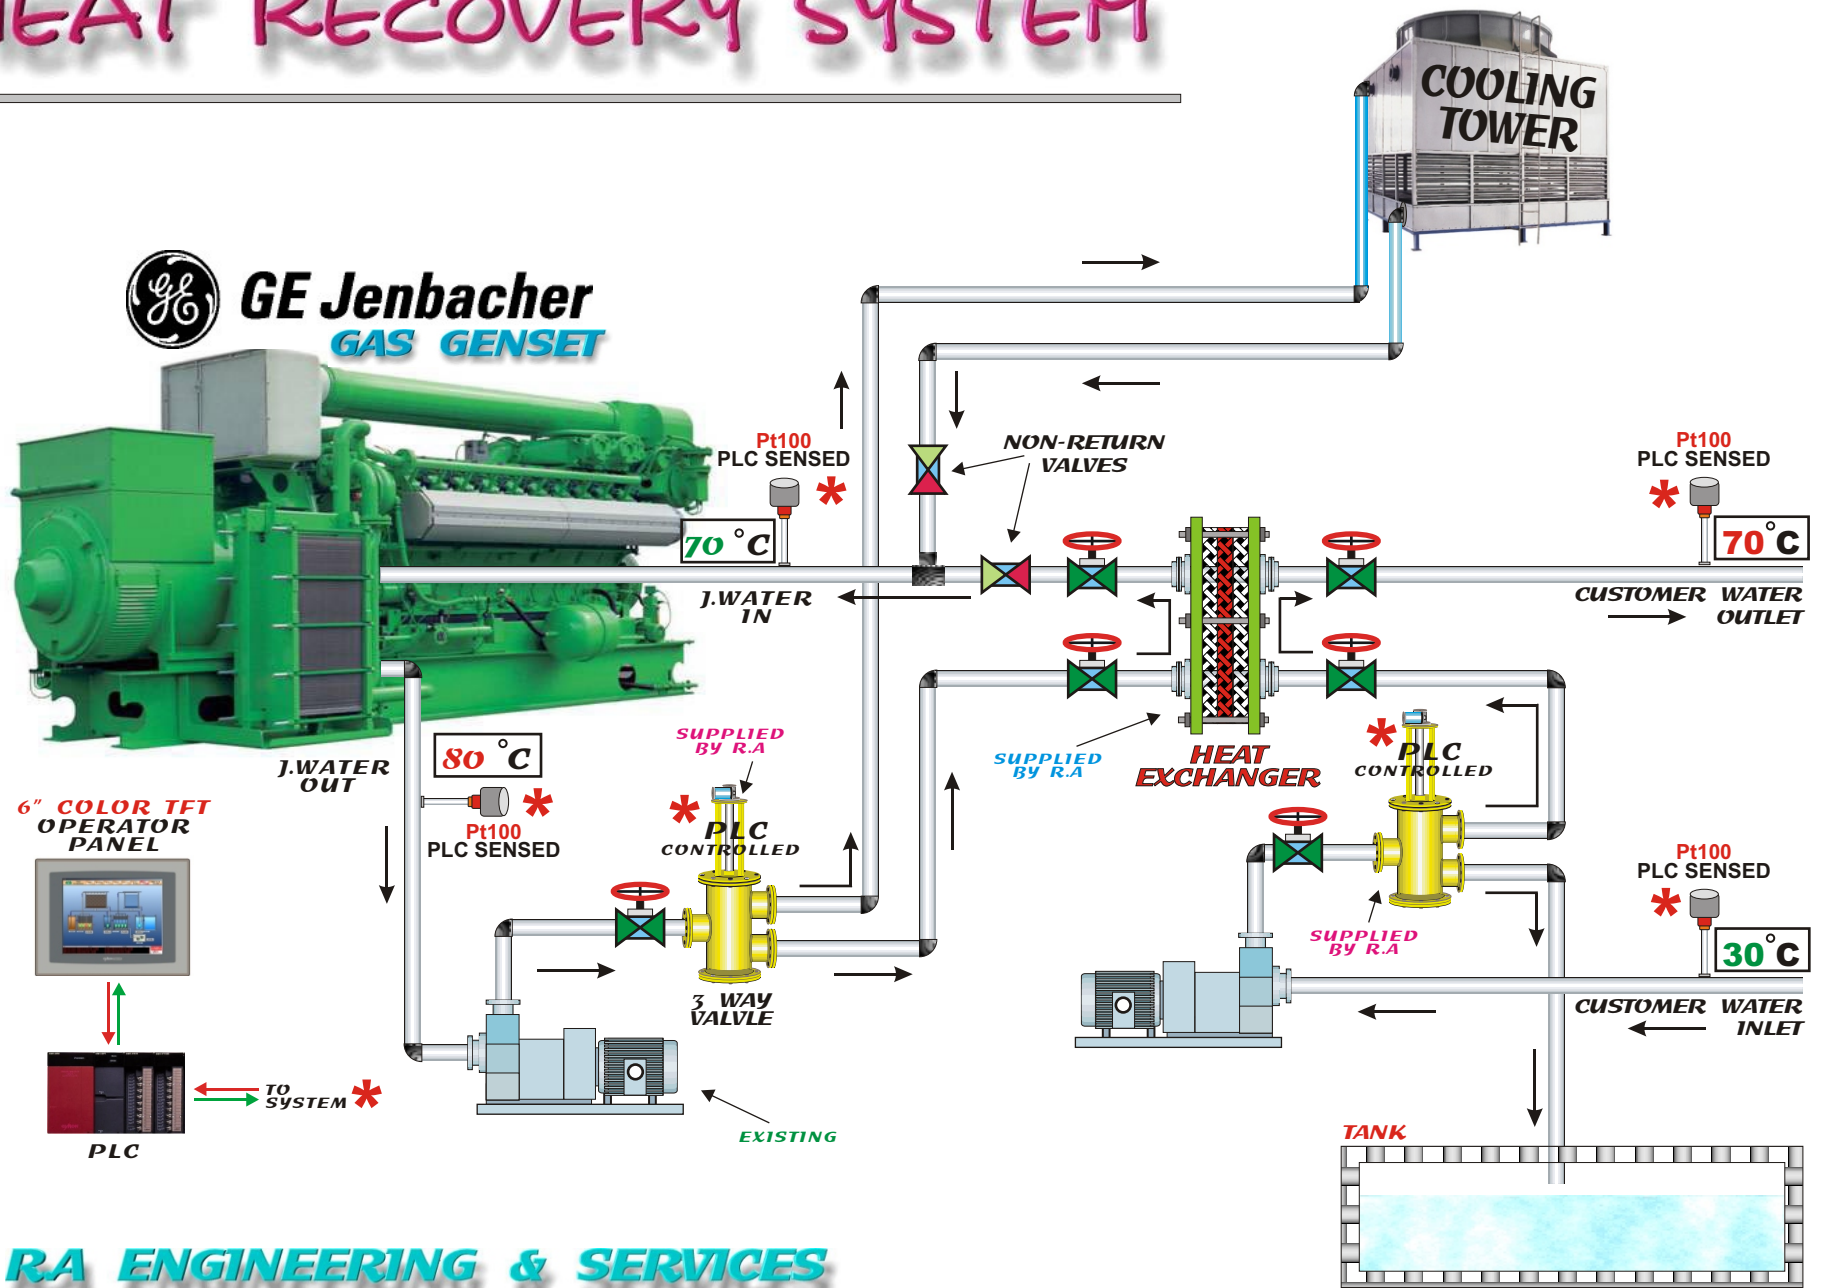 HEAT RECOVERY SYSTEM
COOLING
TOWER
GE
GE Jenbacher
GAS GENSET
Pt100
PLC SENSED
*
70 °C
J.WATER
IN
NON-RETURN
VALVES
Pt100
PLC SENSED
*
70°C
CUSTOMER WATER
OUTLET
J.WATER
OUT
80 °C
*
Pt100
PLC SENSED
SUPPLIED
BY R.A
*
PLC
CONTROLLED
3 WAY
VALVLE
SUPPLIED
BY R.A
HEAT
EXCHANGER
*
PLC
CONTROLLED
SUPPLIED
BY R.A
Pt100
PLC SENSED
*
30°C
CUSTOMER WATER
INLET
6" COLOR TFT
OPERATOR
PANEL
TO
SYSTEM *
PLC
EXISTING
TANK
R.A ENGINEERING & SERVICES